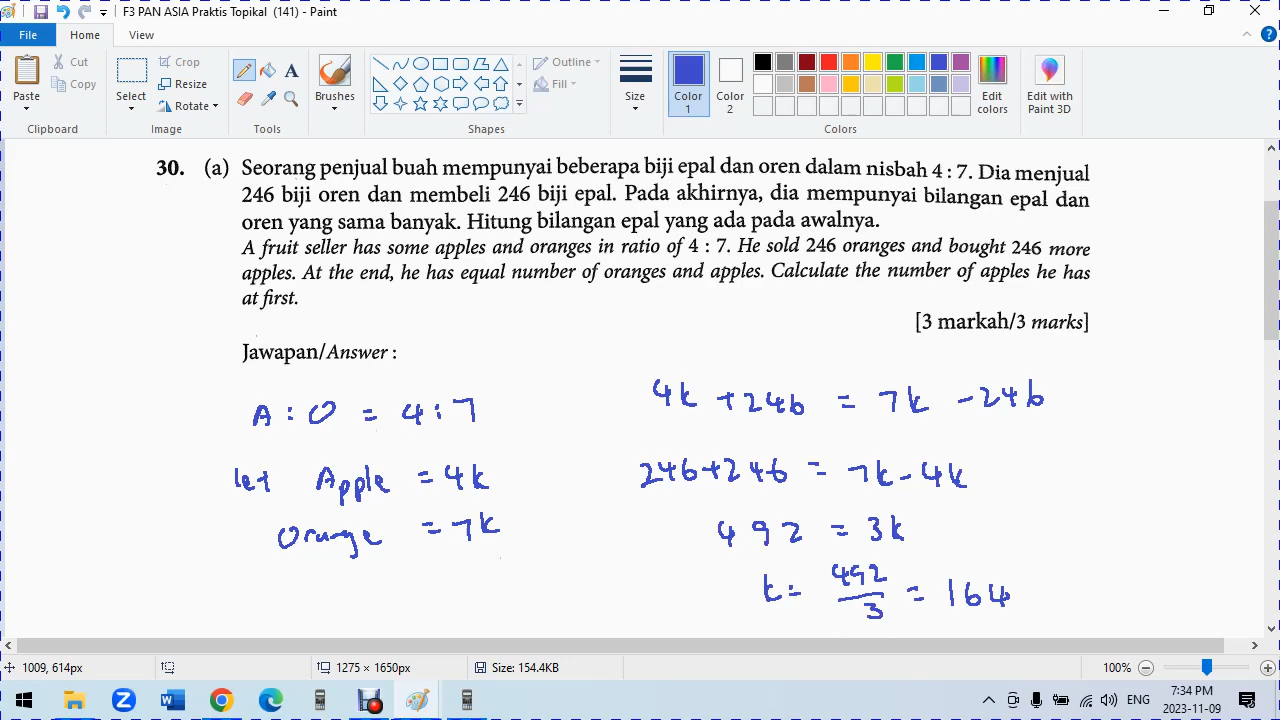 F3 PAN ASIA Praktis Topikal (141) - Paint
File Home View
Paste
Cut
Copy
Clipboard
Select
Crop
Resize
Rotate
Image
A
Tools
Brushes
Shapes
Outline
Fill
Size
Color 1
Color 2
Edit colors
Colors
Edit with Paint 3D
30. (a) Seorang penjual buah mempunyai beberapa biji epal dan oren dalam nisbah 4 : 7. Dia menjual
246 biji oren dan membeli 246 biji epal. Pada akhirnya, dia mempunyai bilangan epal dan
oren yang sama banyak. Hitung bilangan epal yang ada pada awalnya.
A fruit seller has some apples and oranges in ratio of 4 : 7. He sold 246 oranges and bought 246 more
apples. At the end, he has equal number of oranges and apples. Calculate the number of apples he has
at first.
[3 markah/3 marks]
Jawapan/Answer :
A : O = 4 : 7
let Apple = 4k
Orange = 7k
4k + 246 = 7k - 246
246 + 246 = 7k - 4k
492 = 3k
k = 492/3 = 164
1009, 614px
1275 × 1650px
Size: 154.4KB
100%
ENG
7:34 PM
2023-11-09